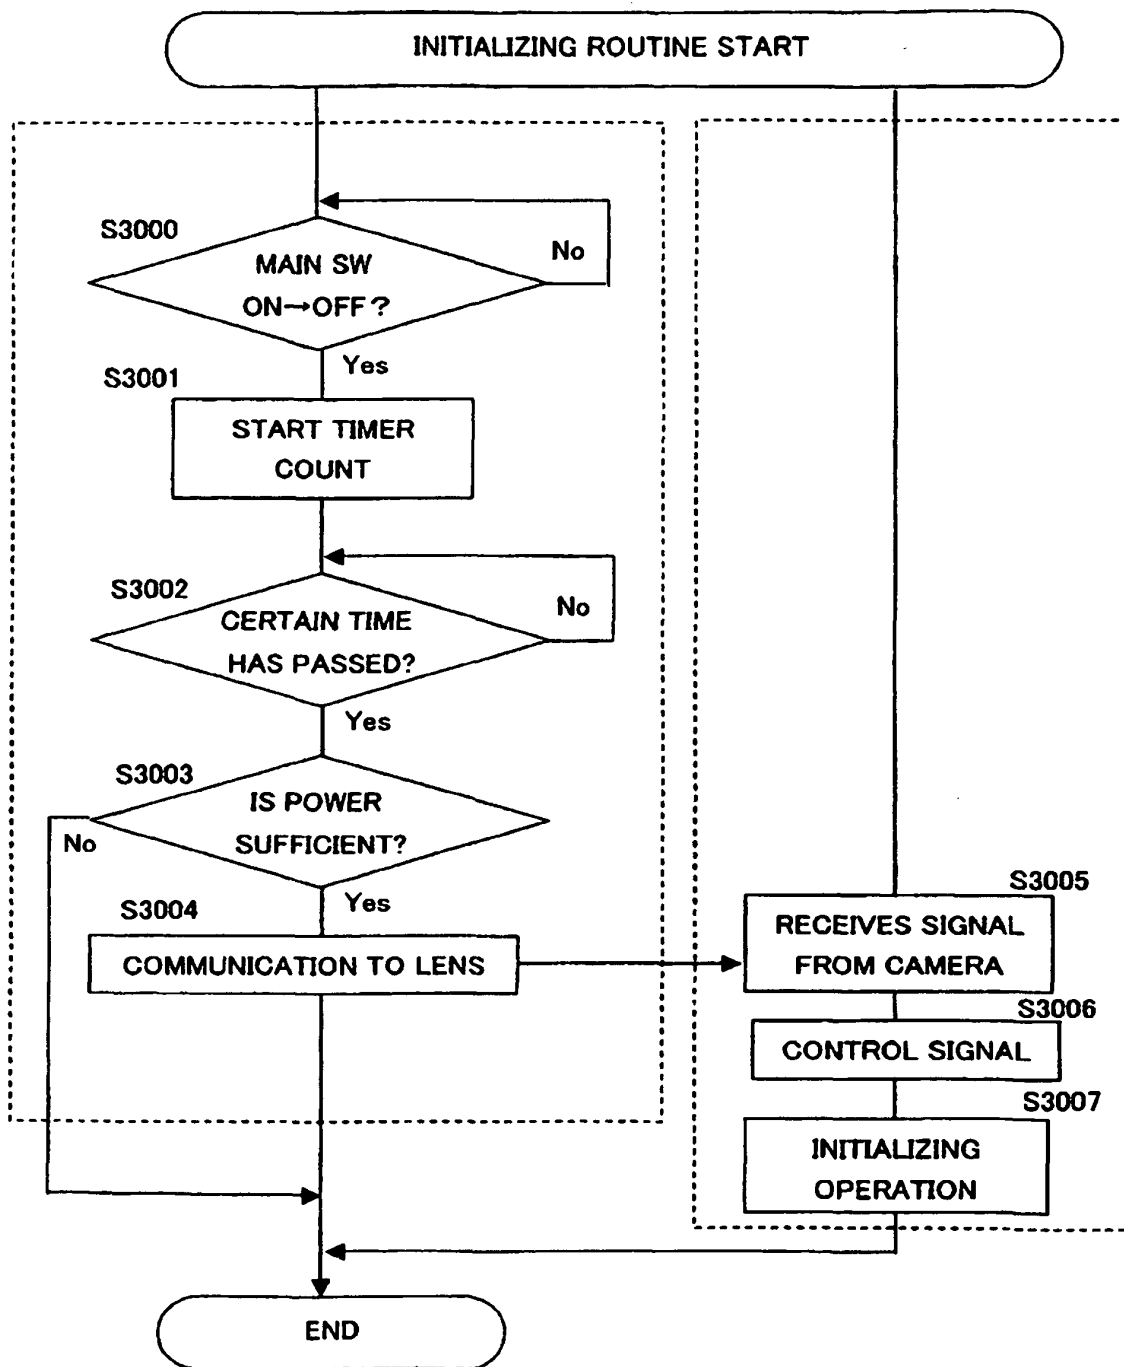 INITIALIZING ROUTINE START
S3000
MAIN SW
ON→OFF?
No
Yes
S3001
START TIMER
COUNT
S3002
CERTAIN TIME
HAS PASSED?
No
Yes
S3003
IS POWER
SUFFICIENT?
No
Yes
S3004
COMMUNICATION TO LENS
S3005
RECEIVES SIGNAL
FROM CAMERA
S3006
CONTROL SIGNAL
S3007
INITIALIZING
OPERATION
END